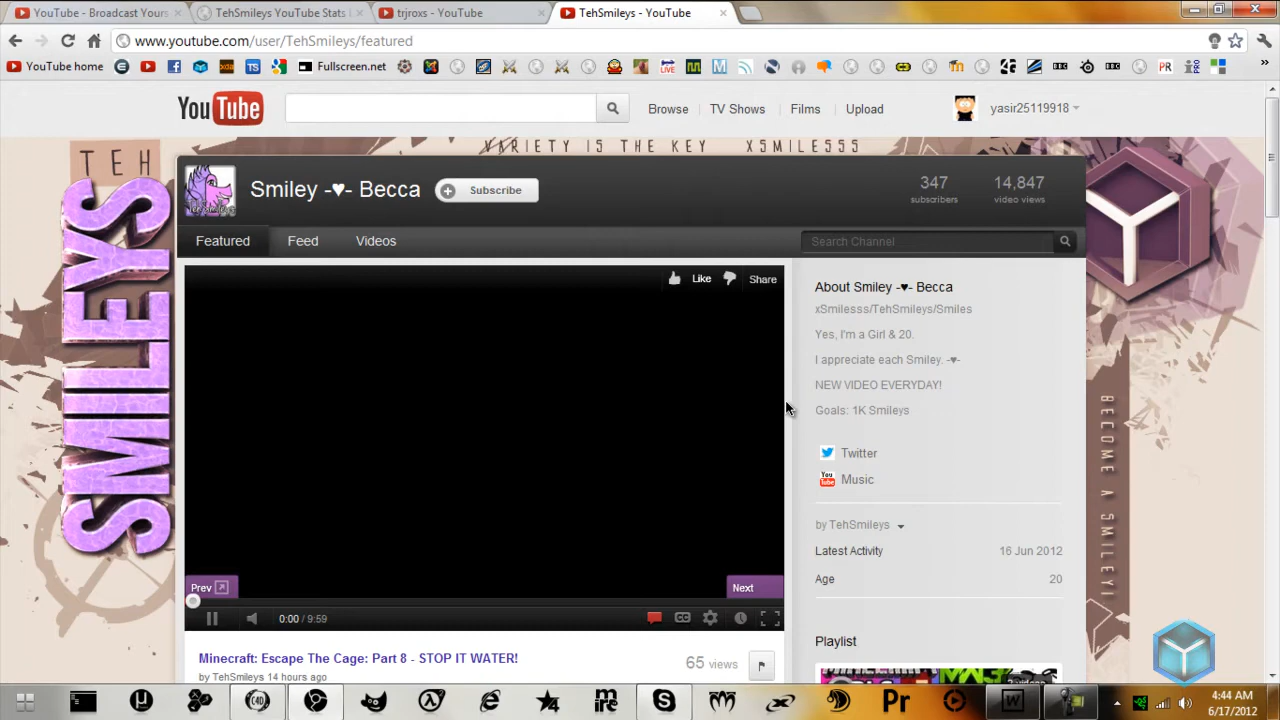 YouTube - Broadcast Yours
TehSmileys YouTube Stats
trjroxs - YouTube
TehSmileys - YouTube
www.youtube.com/user/TehSmileys/featured
YouTube home
Fullscreen.net
YouTube
Browse
TV Shows
Films
Upload
yasir25119918
VARIETY IS THE KEY XSMILESSS
TEH
SMILEYS
Smiley -♥- Becca
Subscribe
347
subscribers
14,847
video views
Featured
Feed
Videos
Search Channel
Like
Share
About Smiley -♥- Becca
xSmilesss/TehSmileys/Smiles
Yes, I'm a Girl & 20.
I appreciate each Smiley. -♥-
NEW VIDEO EVERYDAY!
Goals: 1K Smileys
Twitter
Music
by TehSmileys
Latest Activity
16 Jun 2012
Age
20
Playlist
BECOME A SMILEY!
Prev
Next
0:00 / 9:59
Minecraft: Escape The Cage: Part 8 - STOP IT WATER!
65 views
by TehSmileys 14 hours ago
4:44 AM
6/17/2012